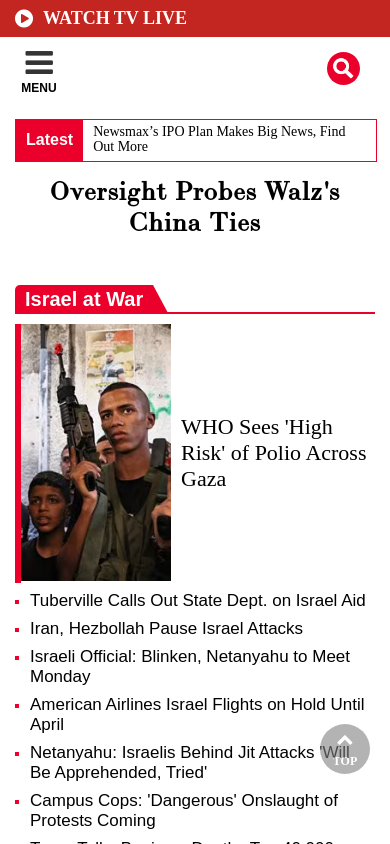 WATCH TV LIVE
MENU
Latest
Newsmax’s IPO Plan Makes Big News, Find
Out More
Oversight Probes Walz's
China Ties
Israel at War
WHO Sees 'High
Risk' of Polio Across
Gaza
Tuberville Calls Out State Dept. on Israel Aid
Iran, Hezbollah Pause Israel Attacks
Israeli Official: Blinken, Netanyahu to Meet
Monday
American Airlines Israel Flights on Hold Until
April
Netanyahu: Israelis Behind Jit Attacks 'Will
Be Apprehended, Tried'
TOP
Campus Cops: 'Dangerous' Onslaught of
Protests Coming